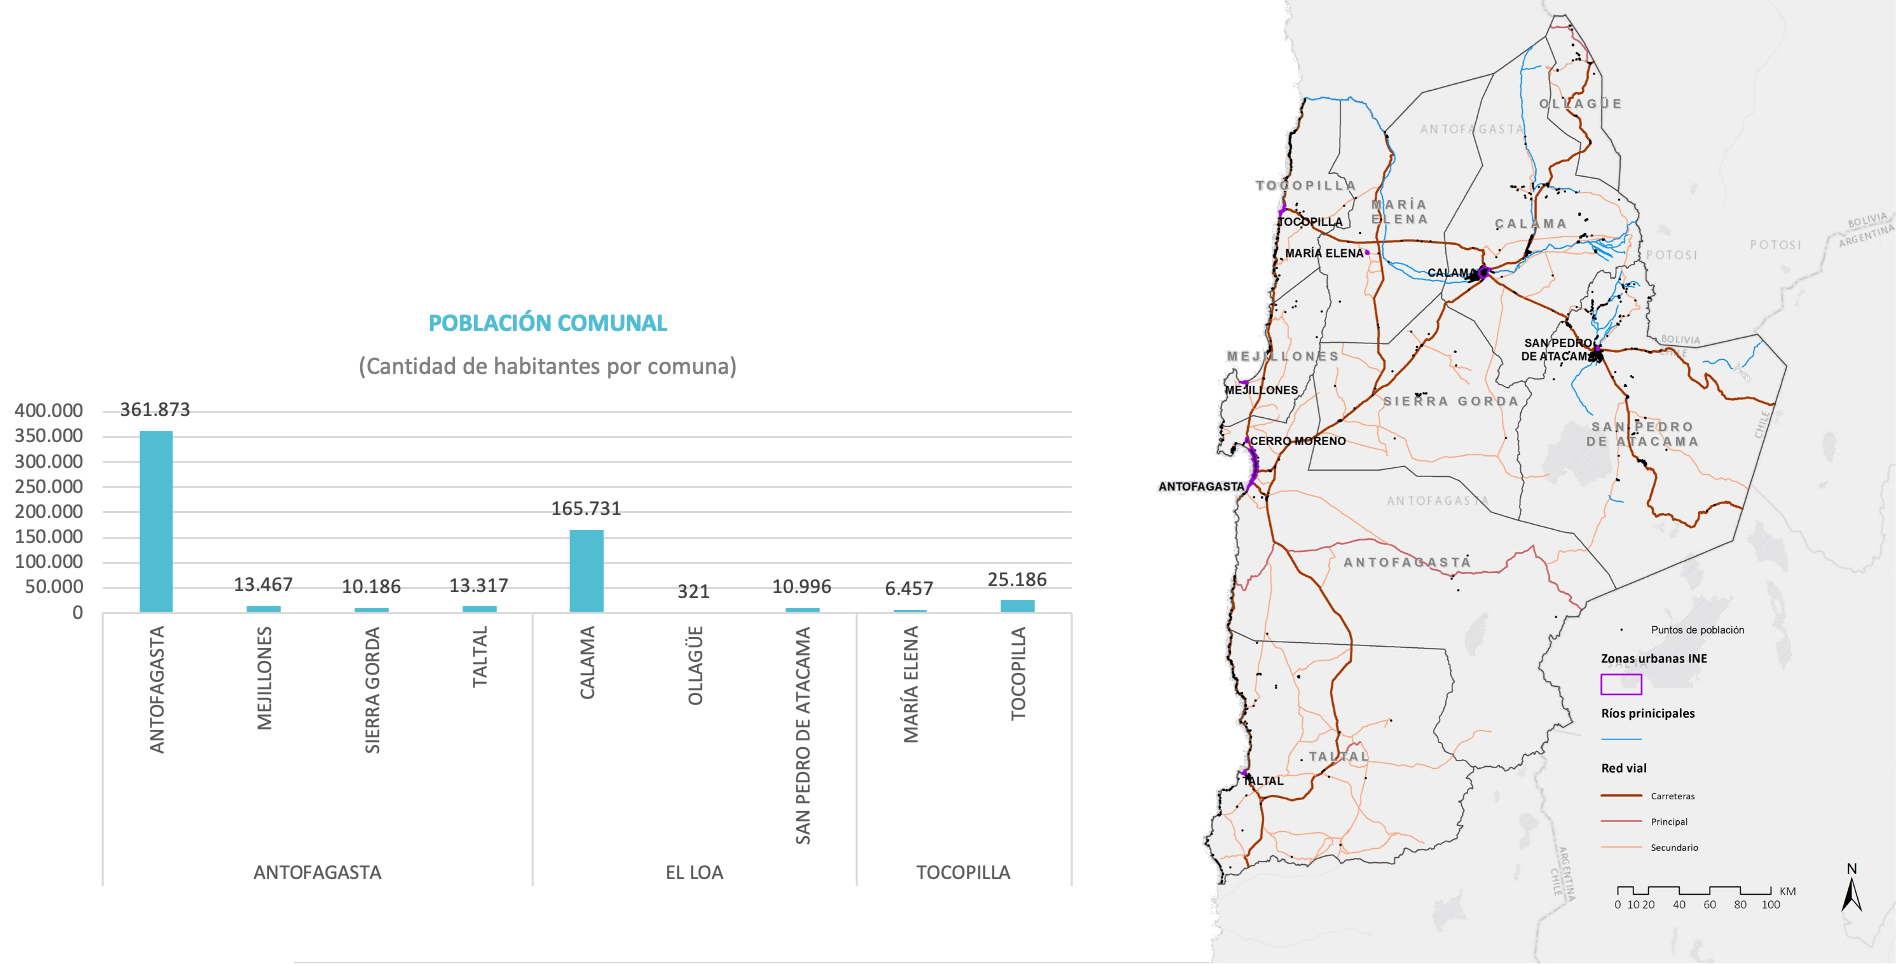 POBLACIÓN COMUNAL
(Cantidad de habitantes por comuna)
400.000
350.000
300.000
250.000
200.000
150.000
100.000
50.000
0
361.873
13.467
10.186
13.317
165.731
321
10.996
6.457
25.186
ANTOFAGASTA
MEJILLONES
SIERRA GORDA
TALTAL
CALAMA
OLLAGÜE
SAN PEDRO DE ATACAMA
MARÍA ELENA
TOCOPILLA
ANTOFAGASTA
EL LOA
TOCOPILLA
OLLAGÜE
ANTOFAGASTA
TOCOPILLA
MARÍA
ELENA
TOCOPILLA
CALAMA
BOLIVIA
ARGENTINA
POTOSI
POTOSI
MARÍA ELENA
CALAMA
SAN PEDRO
DE ATACAMA
BOLIVIA
CHILE
MEJILLONES
MEJILLONES
SIERRA GORDA
SAN PEDRO
DE ATACAMA
CHILE
CERRO MORENO
ANTOFAGASTA
ANTOFAGASTA
ANTOFAGASTA
TALTAL
TALTAL
ARGENTINA
CHILE
Puntos de población
Zonas urbanas INE
Ríos prinicipales
Red vial
Carreteras
Principal
Secundario
0 10 20 40 60 80 100
KM
N